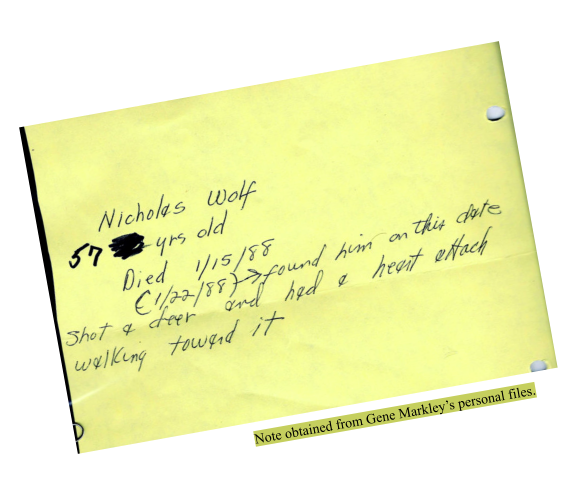 Nicholas Wolf
57 yrs old
Died 1/15/88
(1/22/88) → found him on this date
Shot a deer and had a heart attack
walking toward it
Note obtained from Gene Markley's personal files.